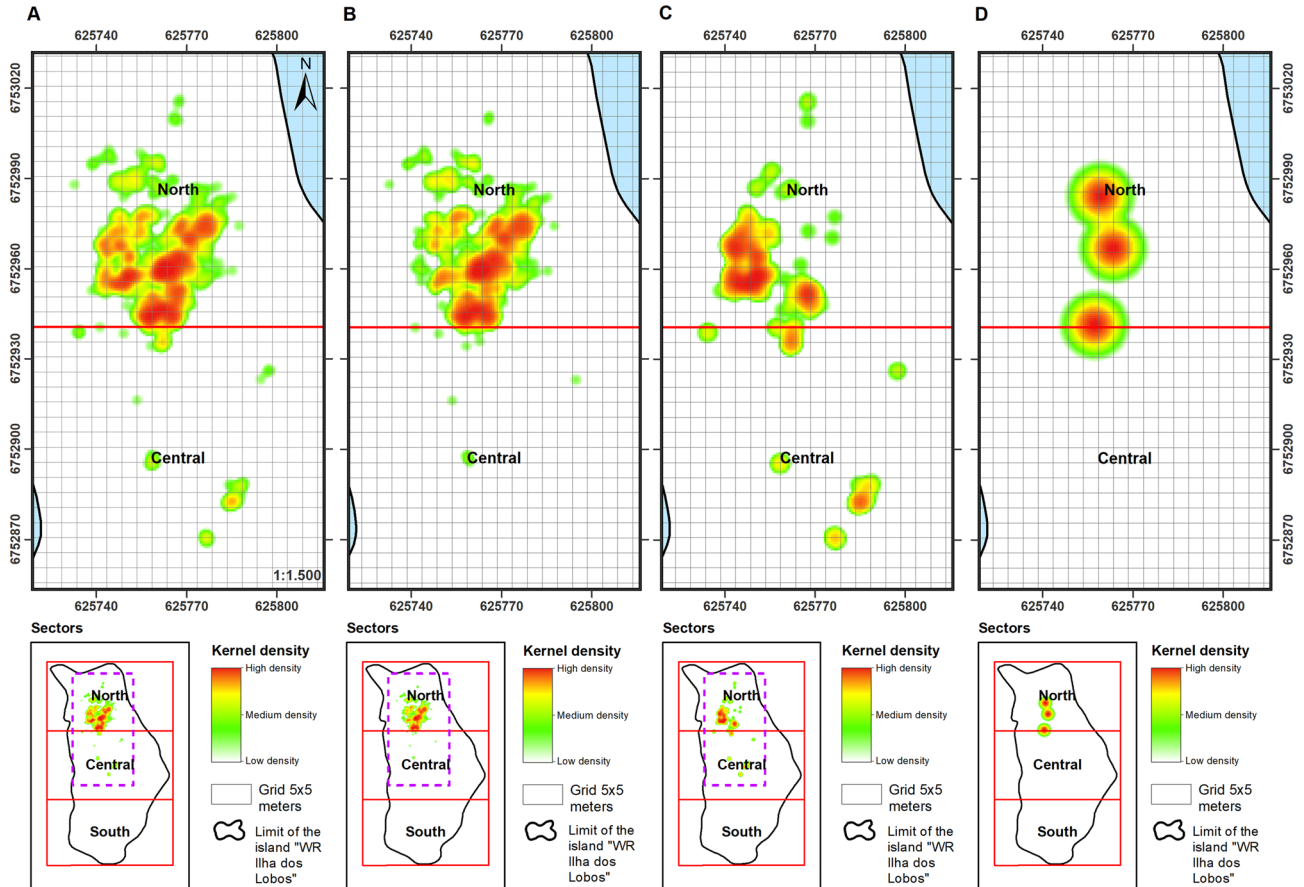 A
B
C
D
625740 625770 625800
625740 625770 625800
625740 625770 625800
625740 625770 625800
6753020
6752990
6752960
6752930
6752900
6752870
N
North
Central
1:1.500
North
Central
North
Central
North
Central
6753020
6752990
6752960
6752930
6752900
6752870
625740 625770 625800
625740 625770 625800
625740 625770 625800
625740 625770 625800
Sectors
North
Central
South
Kernel density
High density
Medium density
Low density
Grid 5x5
meters
Limit of the
island "WR
Ilha dos
Lobos"
Sectors
North
Central
South
Kernel density
High density
Medium density
Low density
Grid 5x5
meters
Limit of the
island "WR
Ilha dos
Lobos"
Sectors
North
Central
South
Kernel density
High density
Medium density
Low density
Grid 5x5
meters
Limit of the
island "WR
Ilha dos
Lobos"
Sectors
North
Central
South
Kernel density
High density
Medium density
Low density
Grid 5x5
meters
Limit of the
island "WR
Ilha dos
Lobos"